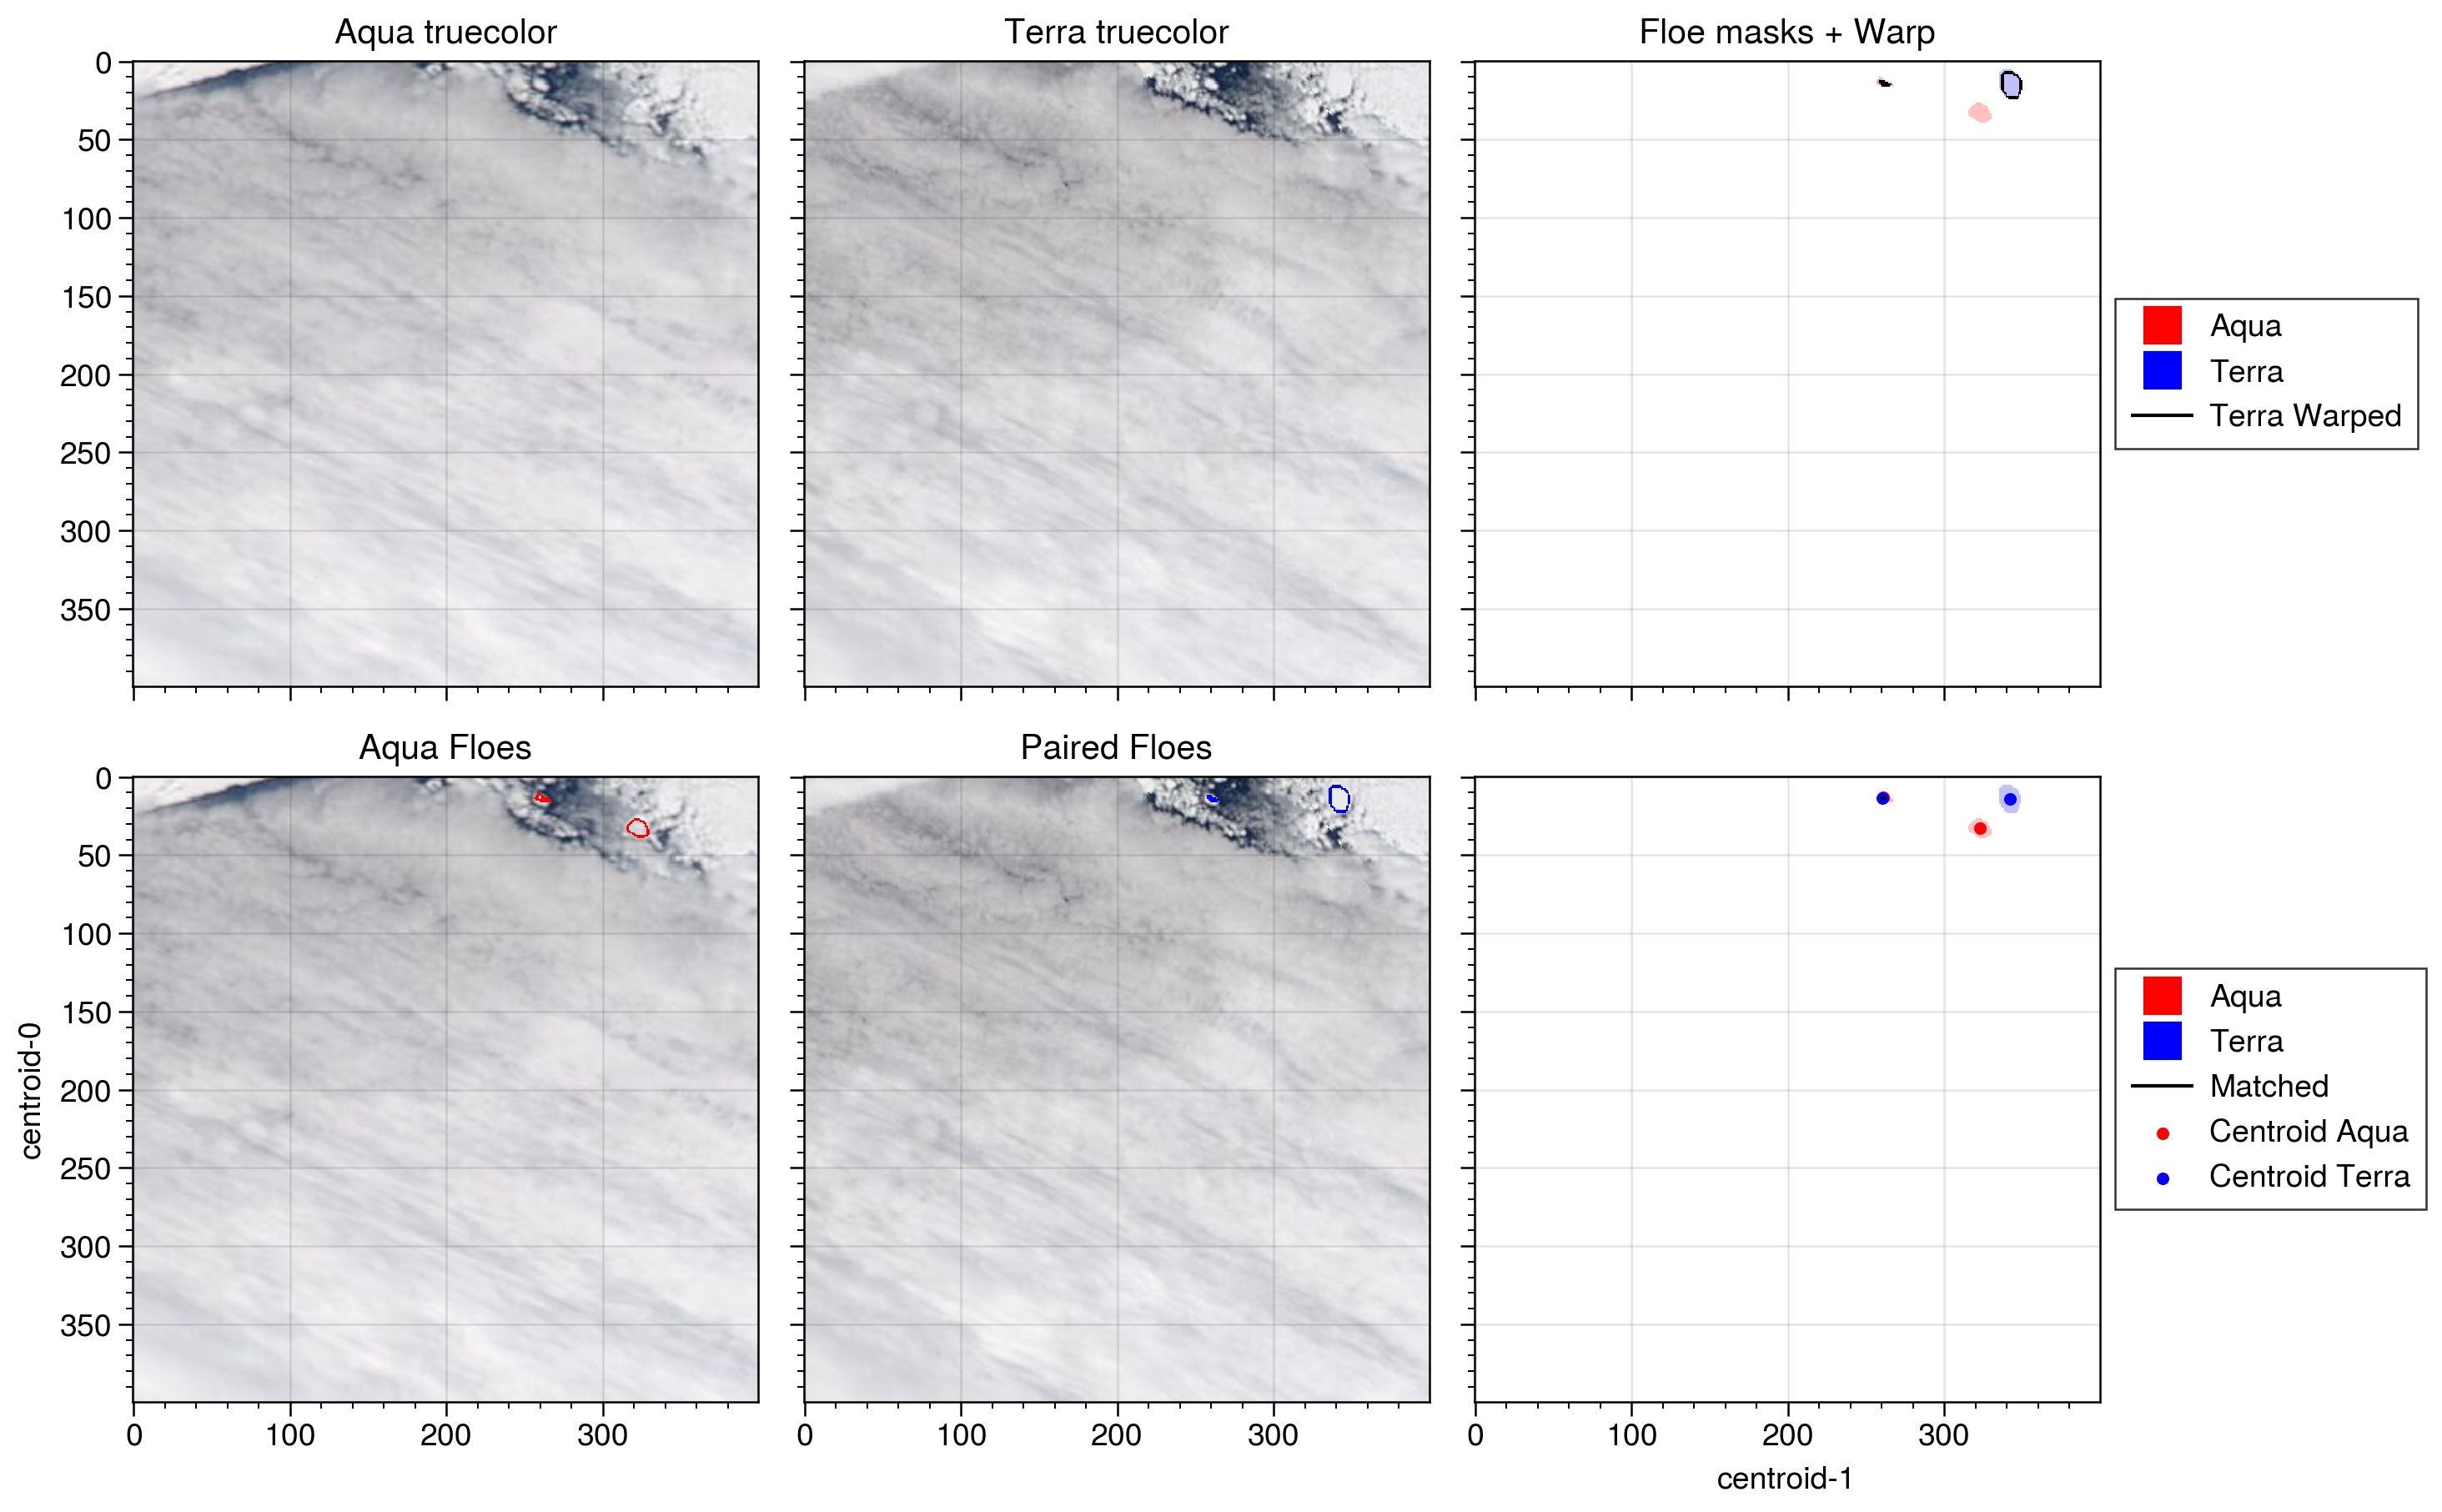 Aqua truecolor
Terra truecolor
Floe masks + Warp
0
50
100
150
200
250
300
350
Aqua
Terra
Terra Warped
Aqua Floes
Paired Floes
centroid-0
0
50
100
150
200
250
300
350
0 100 200 300
0 100 200 300
0 100 200 300
centroid-1
Aqua
Terra
Matched
Centroid Aqua
Centroid Terra